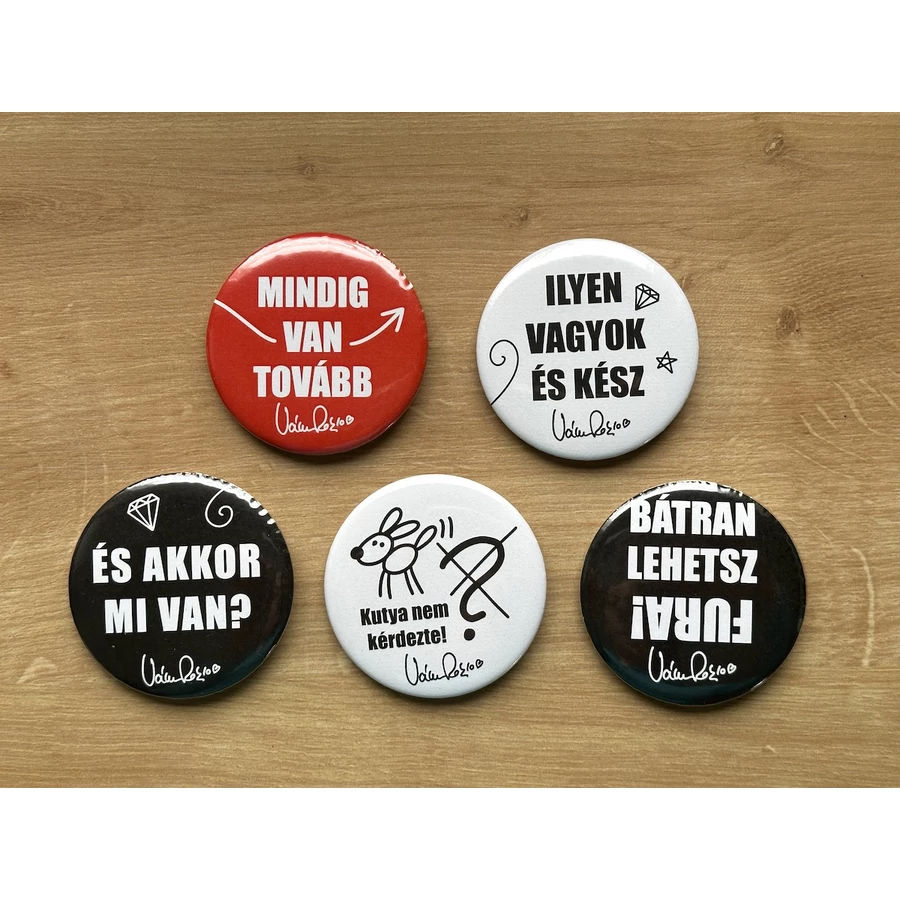 MINDIG
VAN
TOVÁBB
ILYEN
VAGYOK
ÉS KÉSZ
ÉS AKKOR
MI VAN?
Kutya nem
kérdezte!
?
BÁTRAN
LEHETSZ
FURA!